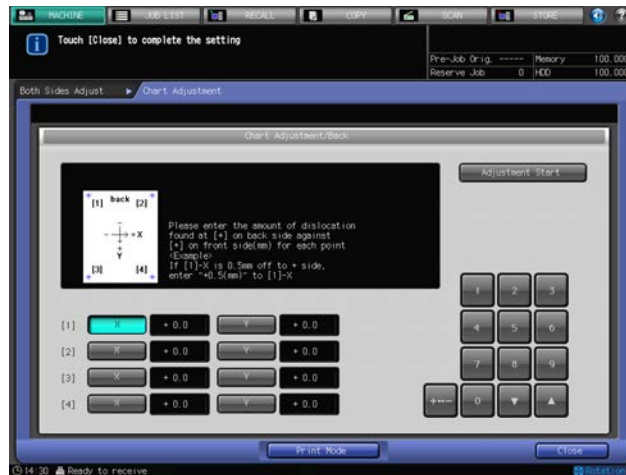 MACHINE JOB LIST RECALL COPY SCAN STORE
Touch [Close] to complete the setting
Pre-Job Orig. ----- Memory 100.000
Reserve Job 0 HDD 100.000
Both Sides Adjust ▶ Chart Adjustment
Chart Adjustment/Back
Adjustment Start
[1] back [2]
- + X
+ Y
[3] [4]
Please enter the amount of dislocation
found at [+] on back side against
[+] on front side(mm) for each point
<Example>
If [1]-X is 0.5mm off to + side,
enter "+0.5(mm)" to [1]-X
1 2 3
[1] X + 0.0 Y + 0.0
4 5 6
[2] X + 0.0 Y + 0.0
7 8 9
[3] X + 0.0 Y + 0.0
[4] X + 0.0 Y + 0.0
+↔- 0 ▼ ▲
Print Mode Close
14:30 Ready to receive Rotation